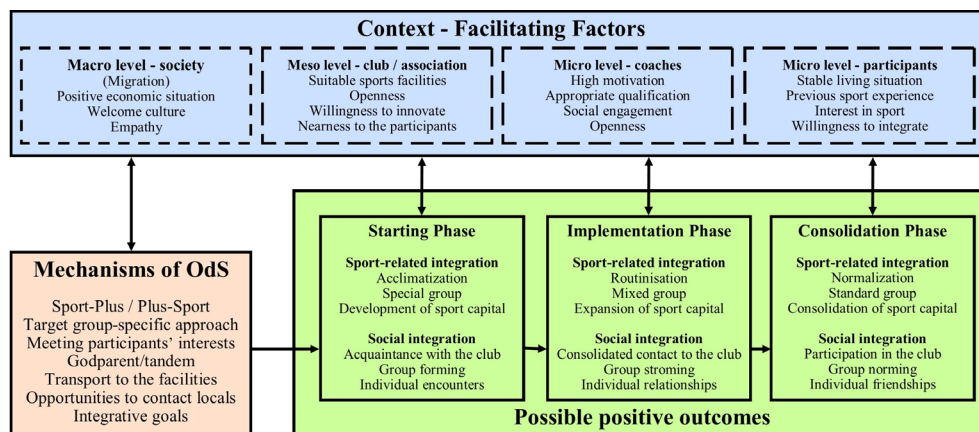 Context - Facilitating Factors
Macro level - society
(Migration)
Positive economic situation
Welcome culture
Empathy
Meso level - club / association
Suitable sports facilities
Openness
Willingness to innovate
Nearness to the participants
Micro level - coaches
High motivation
Appropriate qualification
Social engagement
Openness
Micro level - participants
Stable living situation
Previous sport experience
Interest in sport
Willingness to integrate
Mechanisms of OdS
Sport-Plus / Plus-Sport
Target group-specific approach
Meeting participants' interests
Godparent/tandem
Transport to the facilities
Opportunities to contact locals
Integrative goals
Starting Phase
Sport-related integration
Acclimatization
Special group
Development of sport capital
Social integration
Acquaintance with the club
Group forming
Individual encounters
Implementation Phase
Sport-related integration
Routinisation
Mixed group
Expansion of sport capital
Social integration
Consolidated contact to the club
Group stroming
Individual relationships
Consolidation Phase
Sport-related integration
Normalization
Standard group
Consolidation of sport capital
Social integration
Participation in the club
Group norming
Individual friendships
Possible positive outcomes